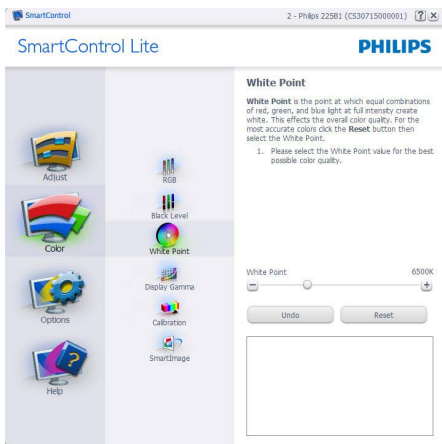 SmartControl
2 - Philips 225B1 (CS30715000001)
SmartControl Lite
PHILIPS
Adjust
Color
Options
Help
RGB
Black Level
White Point
Display Gamma
Calibration
SmartImage
White Point
White Point is the point at which equal combinations
of red, green, and blue light at full intensity create
white. This effects the overall color quality. For the
most accurate colors click the Reset button then
select the White Point.
1. Please select the White Point value for the best
possible color quality.
White Point 6500K
Undo
Reset